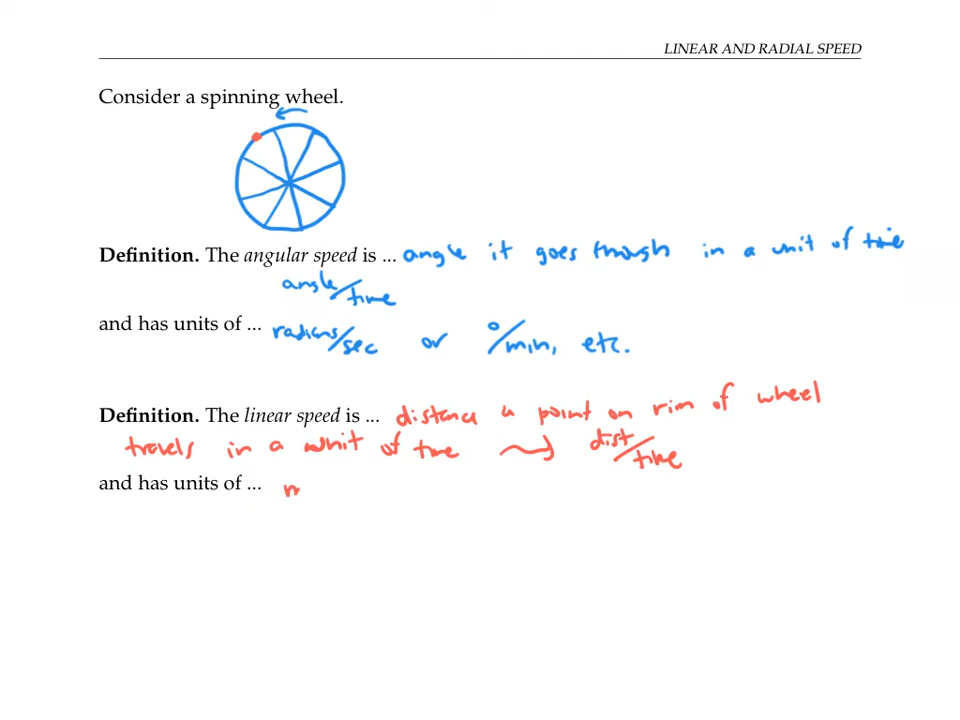 LINEAR AND RADIAL SPEED
Consider a spinning wheel.
Definition. The angular speed is ... angle it goes through in a unit of time
angle/time
and has units of ... radians/sec or °/min, etc.
Definition. The linear speed is ... distance a point on rim of wheel
travels in a unit of time → dist/time
and has units of ...